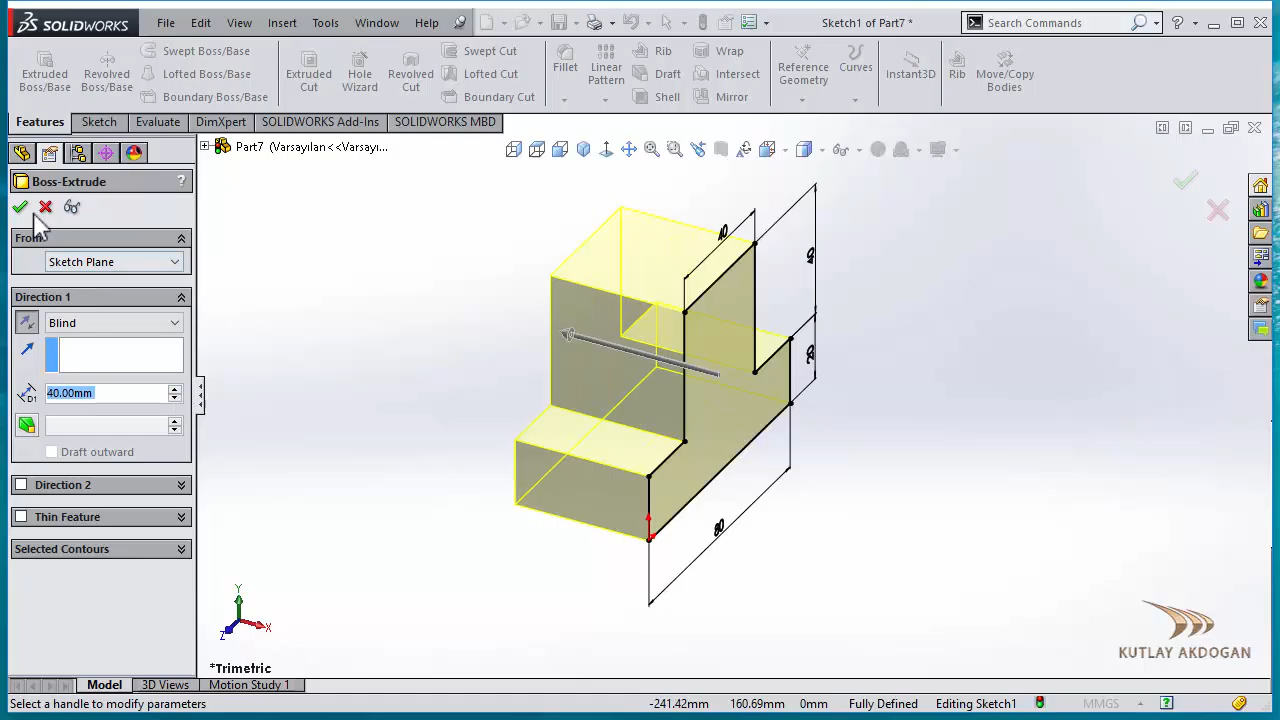 SOLIDWORKS File Edit View Insert Tools Window Help Sketch1 of Part7 * Search Commands ?
Extruded Boss/Base
Revolved Boss/Base
Swept Boss/Base
Lofted Boss/Base
Boundary Boss/Base
Extruded Cut
Hole Wizard
Revolved Cut
Swept Cut
Lofted Cut
Boundary Cut
Fillet
Linear Pattern
Rib
Draft
Shell
Wrap
Intersect
Mirror
Reference Geometry
Curves
Instant3D
Rib
Move/Copy Bodies
Features Sketch Evaluate DimXpert SOLIDWORKS Add-Ins SOLIDWORKS MBD
Part7 (Varsayılan<<Varsayı...
Boss-Extrude ?
From
Sketch Plane
Direction 1
Blind
D1 40.00mm
Draft outward
Direction 2
Thin Feature
Selected Contours
40
80
Y
X
Z
*Trimetric
KUTLAY AKDOGAN
Model 3D Views Motion Study 1
Select a handle to modify parameters -241.42mm 160.69mm 0mm Fully Defined Editing Sketch1 MMGS ?